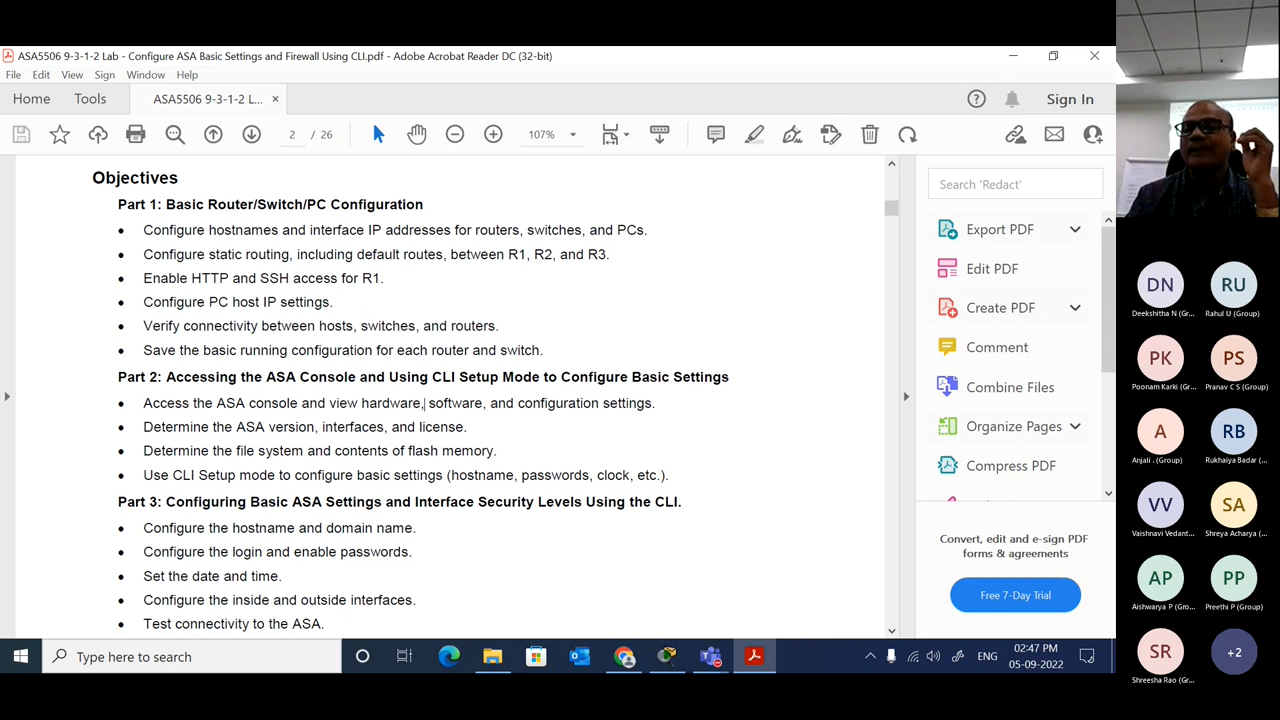 ASA5506 9-3-1-2 Lab - Configure ASA Basic Settings and Firewall Using CLI.pdf - Adobe Acrobat Reader DC (32-bit)
File Edit View Sign Window Help
Home Tools ASA5506 9-3-1-2 L... × Sign In
2 / 26 107%
Objectives
Part 1: Basic Router/Switch/PC Configuration
• Configure hostnames and interface IP addresses for routers, switches, and PCs.
• Configure static routing, including default routes, between R1, R2, and R3.
• Enable HTTP and SSH access for R1.
• Configure PC host IP settings.
• Verify connectivity between hosts, switches, and routers.
• Save the basic running configuration for each router and switch.
Part 2: Accessing the ASA Console and Using CLI Setup Mode to Configure Basic Settings
• Access the ASA console and view hardware, software, and configuration settings.
• Determine the ASA version, interfaces, and license.
• Determine the file system and contents of flash memory.
• Use CLI Setup mode to configure basic settings (hostname, passwords, clock, etc.).
Part 3: Configuring Basic ASA Settings and Interface Security Levels Using the CLI.
• Configure the hostname and domain name.
• Configure the login and enable passwords.
• Set the date and time.
• Configure the inside and outside interfaces.
• Test connectivity to the ASA.
Search 'Redact'
Export PDF
Edit PDF
Create PDF
Comment
Combine Files
Organize Pages
Compress PDF
Convert, edit and e-sign PDF
forms & agreements
Free 7-Day Trial
Type here to search
ENG
02:47 PM
05-09-2022
DN RU
Deekshitha N (Gr... Rahul U (Group)
PK PS
Poonam Karki (Gr... Pranav C S (Group)
A RB
Anjali . (Group) Rukhaiya Badar (...
VV SA
Vaishnavi Vedant... Shreya Acharya (...
AP PP
Aishwarya P (Gro... Preethi P (Group)
SR +2
Shreesha Rao (Gr...